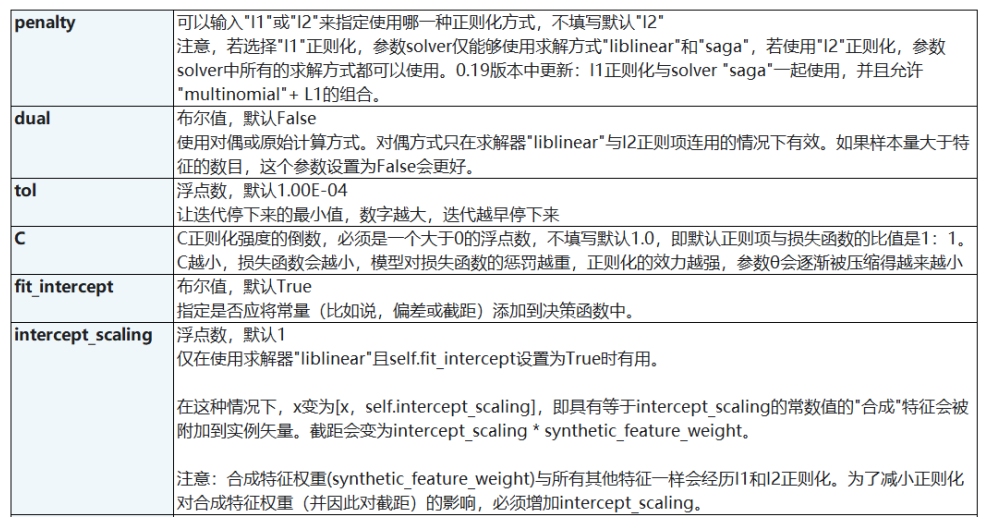 penalty
可以输入"l1"或"l2"来指定使用哪一种正则化方式，不填写默认"l2"
注意，若选择"l1"正则化，参数solver仅能够使用求解方式"liblinear"和"saga"，若使用"l2"正则化，参数
solver中所有的求解方式都可以使用。0.19版本中更新：l1正则化与solver "saga"一起使用，并且允许
"multinomial"+ L1的组合。
dual
布尔值，默认False
使用对偶或原始计算方式。对偶方式只在求解器"liblinear"与l2正则项连用的情况下有效。如果样本量大于特
征的数目，这个参数设置为False会更好。
tol
浮点数，默认1.00E-04
让迭代停下来的最小值，数字越大，迭代越早停下来
C
C正则化强度的倒数，必须是一个大于0的浮点数，不填写默认1.0，即默认正则项与损失函数的比值是1：1。
C越小，损失函数会越小，模型对损失函数的惩罚越重，正则化的效力越强，参数θ会逐渐被压缩得越来越小
fit_intercept
布尔值，默认True
指定是否应将常量（比如说，偏差或截距）添加到决策函数中。
intercept_scaling
浮点数，默认1
仅在使用求解器"liblinear"且self.fit_intercept设置为True时有用。
在这种情况下，x变为[x，self.intercept_scaling]，即具有等于intercept_scaling的常数值的"合成"特征会被
附加到实例矢量。截距会变为intercept_scaling * synthetic_feature_weight。
注意：合成特征权重(synthetic_feature_weight)与所有其他特征一样会经历l1和l2正则化。为了减小正则化
对合成特征权重（并因此对截距）的影响，必须增加intercept_scaling。